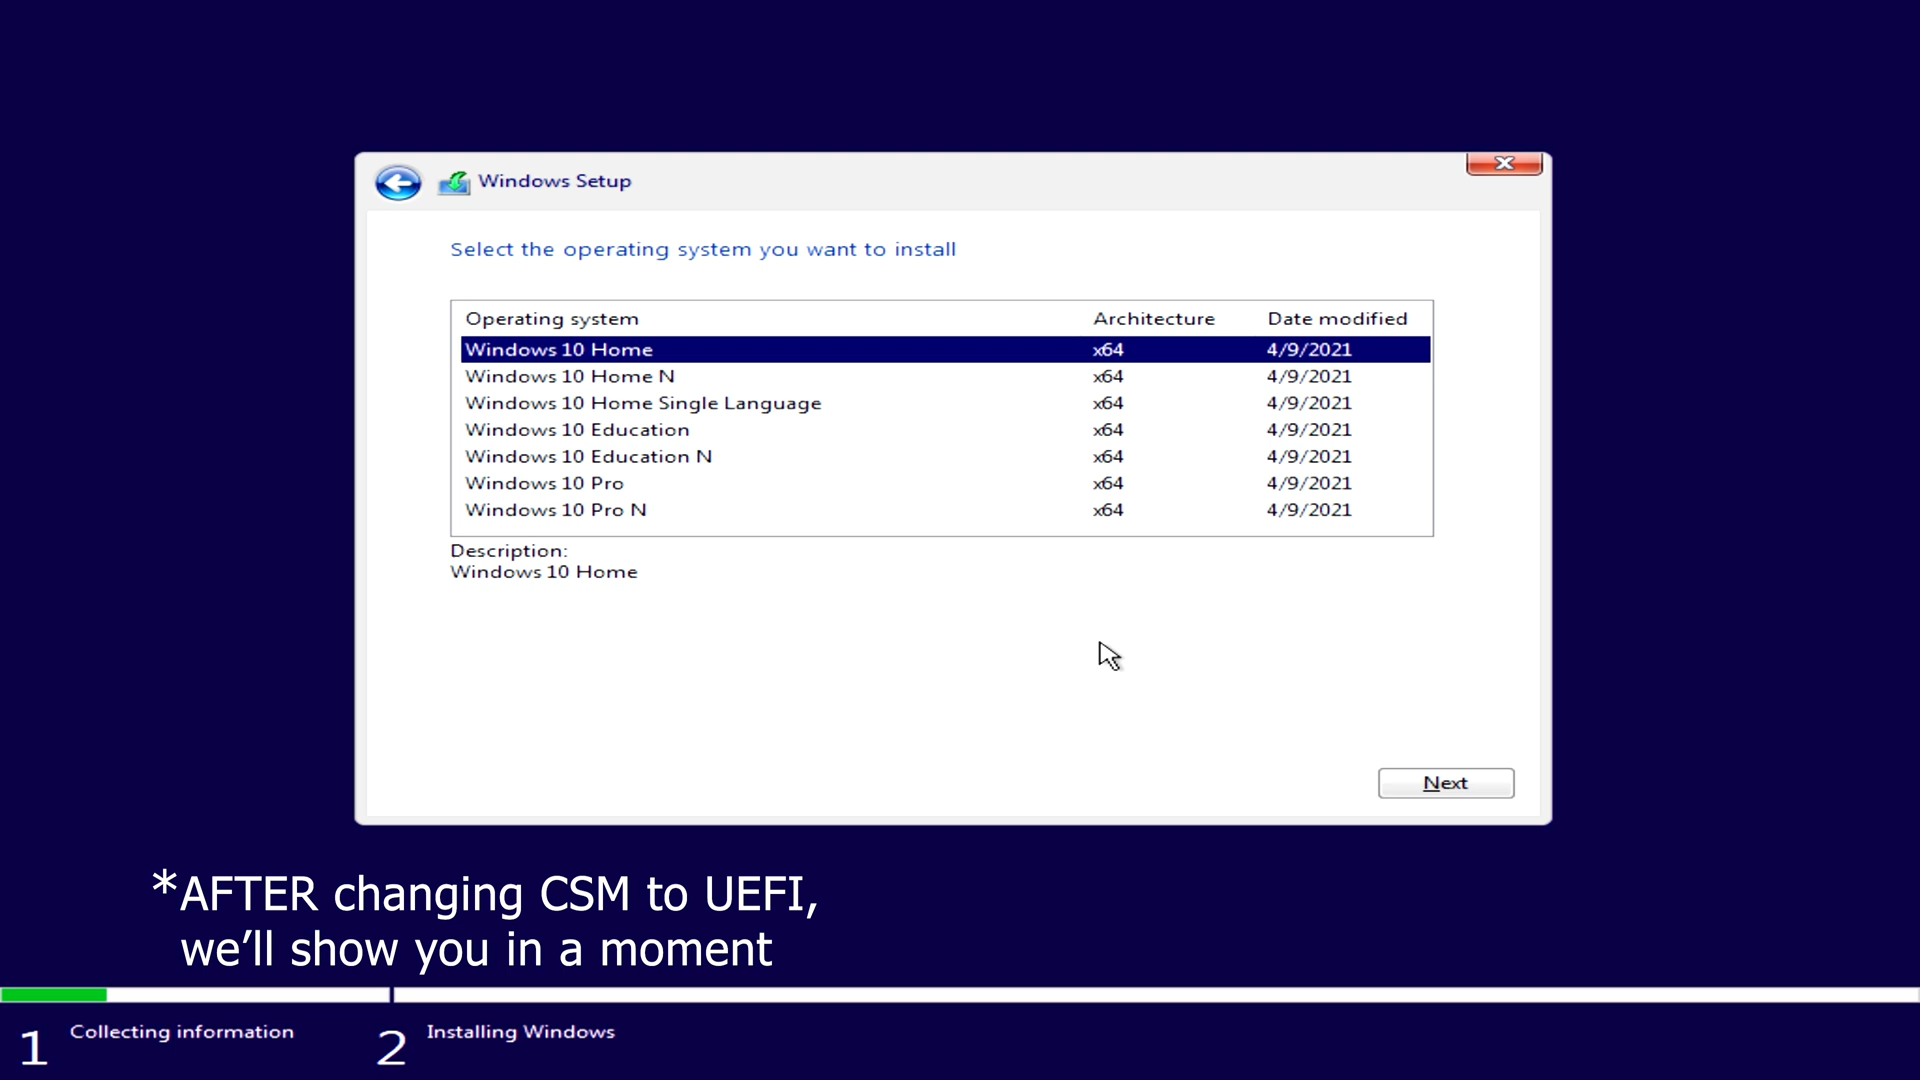 Windows Setup
Select the operating system you want to install
Operating system Architecture Date modified
Windows 10 Home x64 4/9/2021
Windows 10 Home N x64 4/9/2021
Windows 10 Home Single Language x64 4/9/2021
Windows 10 Education x64 4/9/2021
Windows 10 Education N x64 4/9/2021
Windows 10 Pro x64 4/9/2021
Windows 10 Pro N x64 4/9/2021
Description:
Windows 10 Home
Next
*AFTER changing CSM to UEFI,
we’ll show you in a moment
1 Collecting information 2 Installing Windows